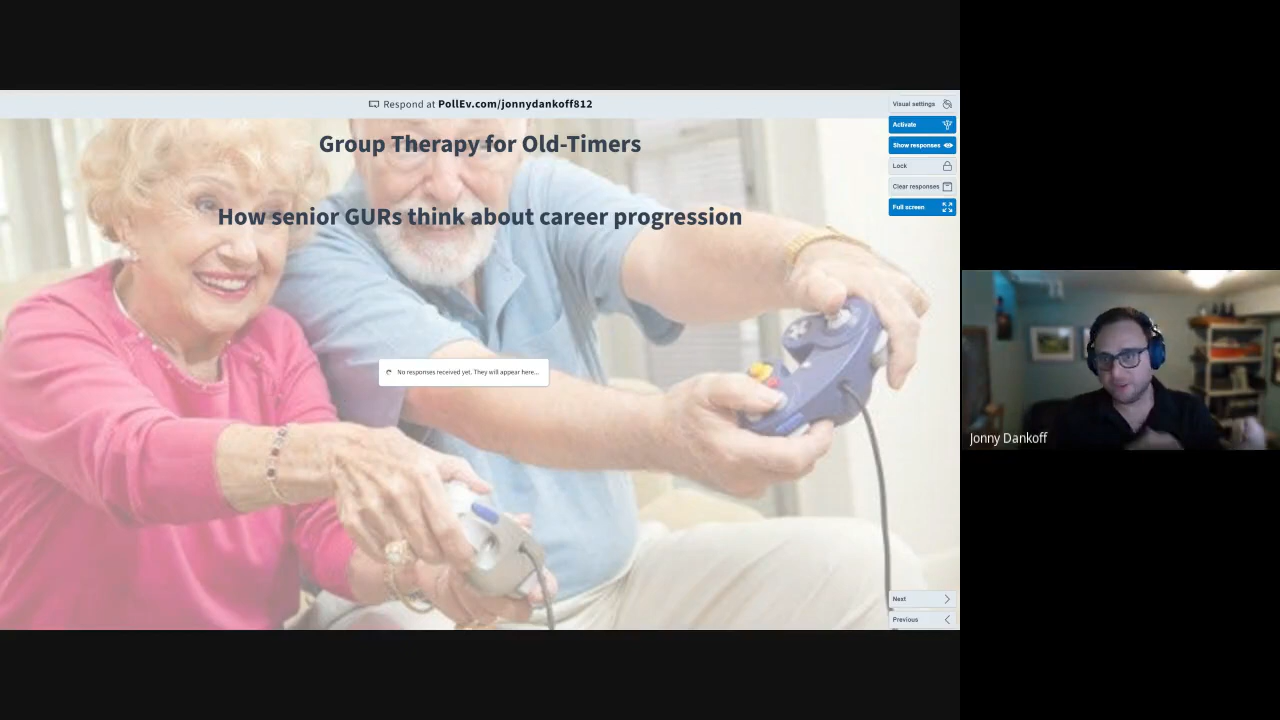 Respond at PollEv.com/jonnydankoff812
Group Therapy for Old-Timers
How senior GURs think about career progression
No responses received yet. They will appear here...
Visual settings
Activate
Show responses
Lock
Clear responses
Full screen
Next
Previous
Jonny Dankoff